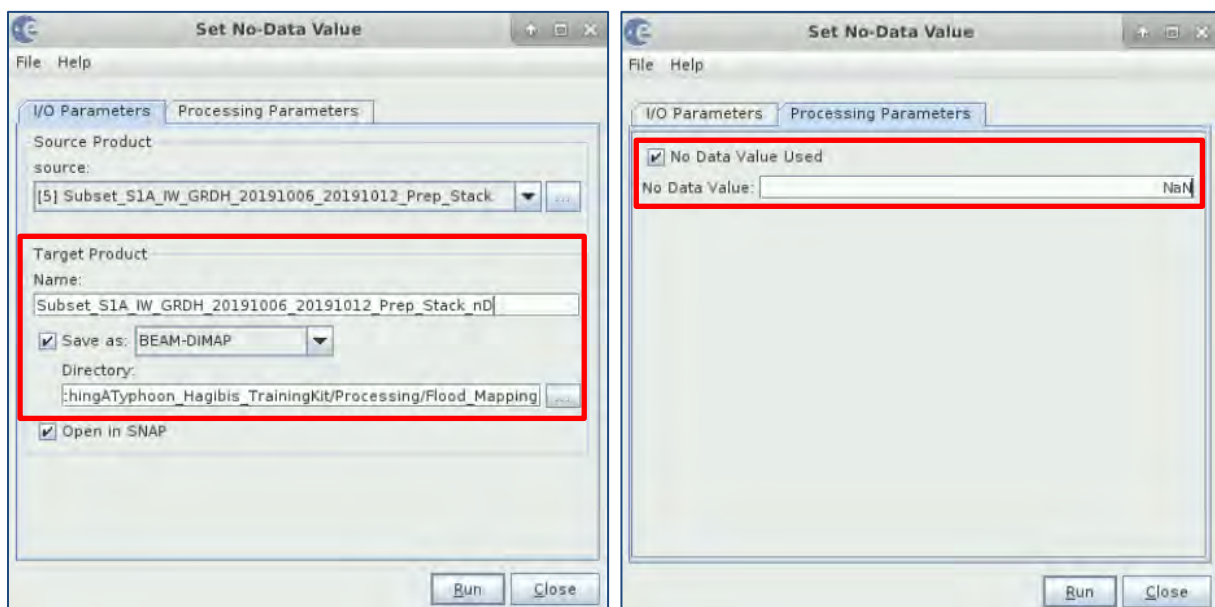 Set No-Data Value
File Help
I/O Parameters Processing Parameters
Source Product
source:
[5] Subset_S1A_IW_GRDH_20191006_20191012_Prep_Stack ...
Target Product
Name:
Subset_S1A_IW_GRDH_20191006_20191012_Prep_Stack_nD
Save as: BEAM-DIMAP
Directory:
:hingATyphoon_Hagibis_TrainingKit/Processing/Flood_Mapping ...
Open in SNAP
Run Close
Set No-Data Value
File Help
I/O Parameters Processing Parameters
No Data Value Used
No Data Value: NaN
Run Close